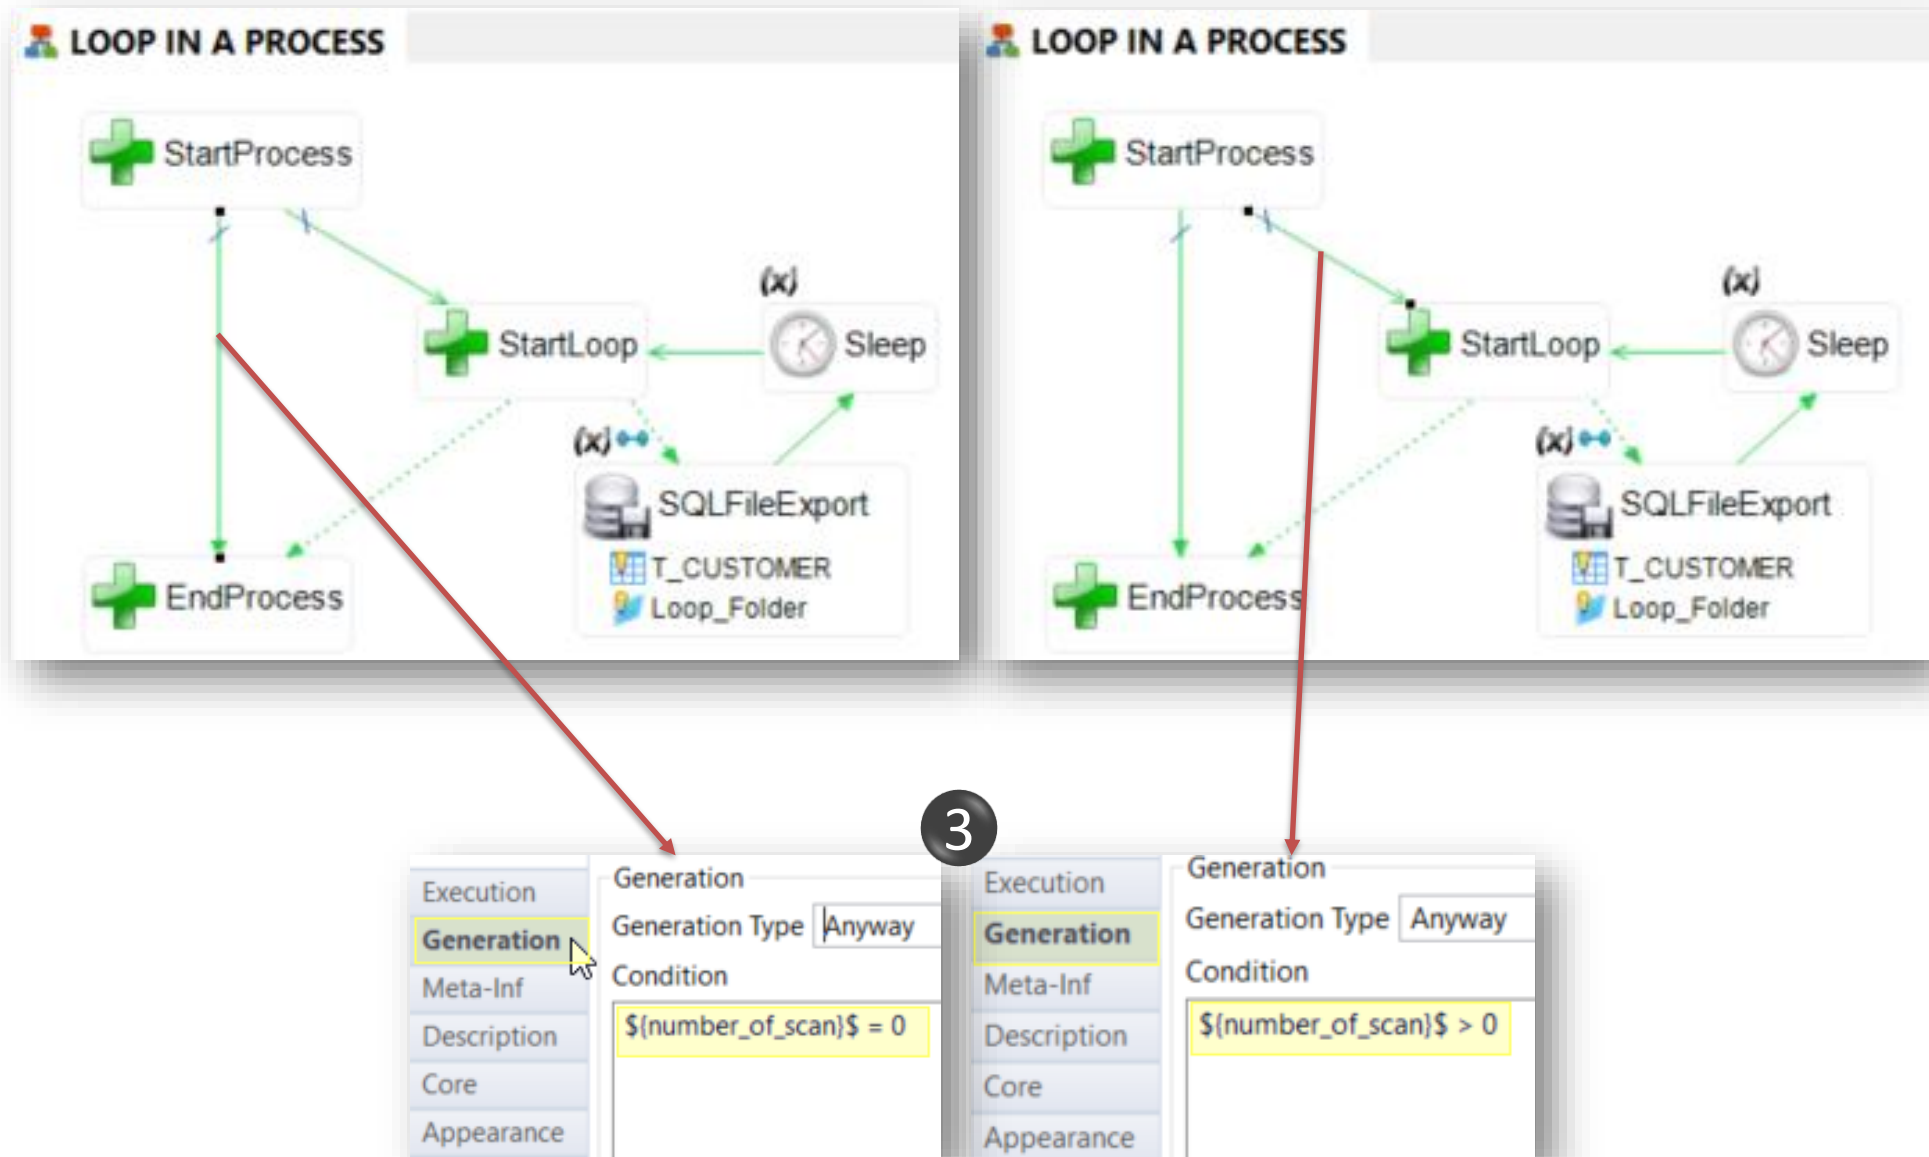 LOOP IN A PROCESS
StartProcess
(x)
StartLoop
Sleep
(x)
SQLFileExport
T_CUSTOMER
Loop_Folder
EndProcess
LOOP IN A PROCESS
StartProcess
(x)
StartLoop
Sleep
(x)
SQLFileExport
T_CUSTOMER
Loop_Folder
EndProcess
3
Execution
Generation
Meta-Inf
Description
Core
Appearance
Generation
Generation Type Anyway
Condition
${number_of_scan}$ = 0
Execution
Generation
Meta-Inf
Description
Core
Appearance
Generation
Generation Type Anyway
Condition
${number_of_scan}$ > 0